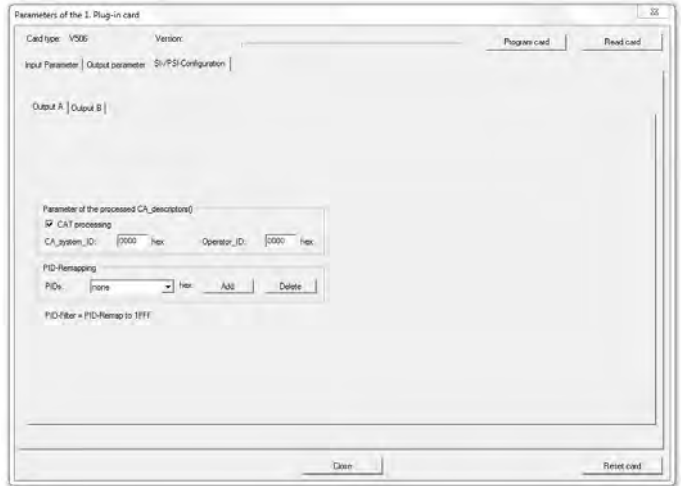 Parameters of the 1. Plug-in card
Card type: V506 Version: Program card Read card
Input Parameter Output parameter SI-/PSI-Configuration
Output A Output B
Parameter of the processed CA_descriptors()
CAT processing
CA_system_ID: 0000 hex Operator_ID: 0000 hex
PID-Remapping
PIDs: none hex Add Delete
PID-Filter = PID-Remap to 1FFF
Close Reset card